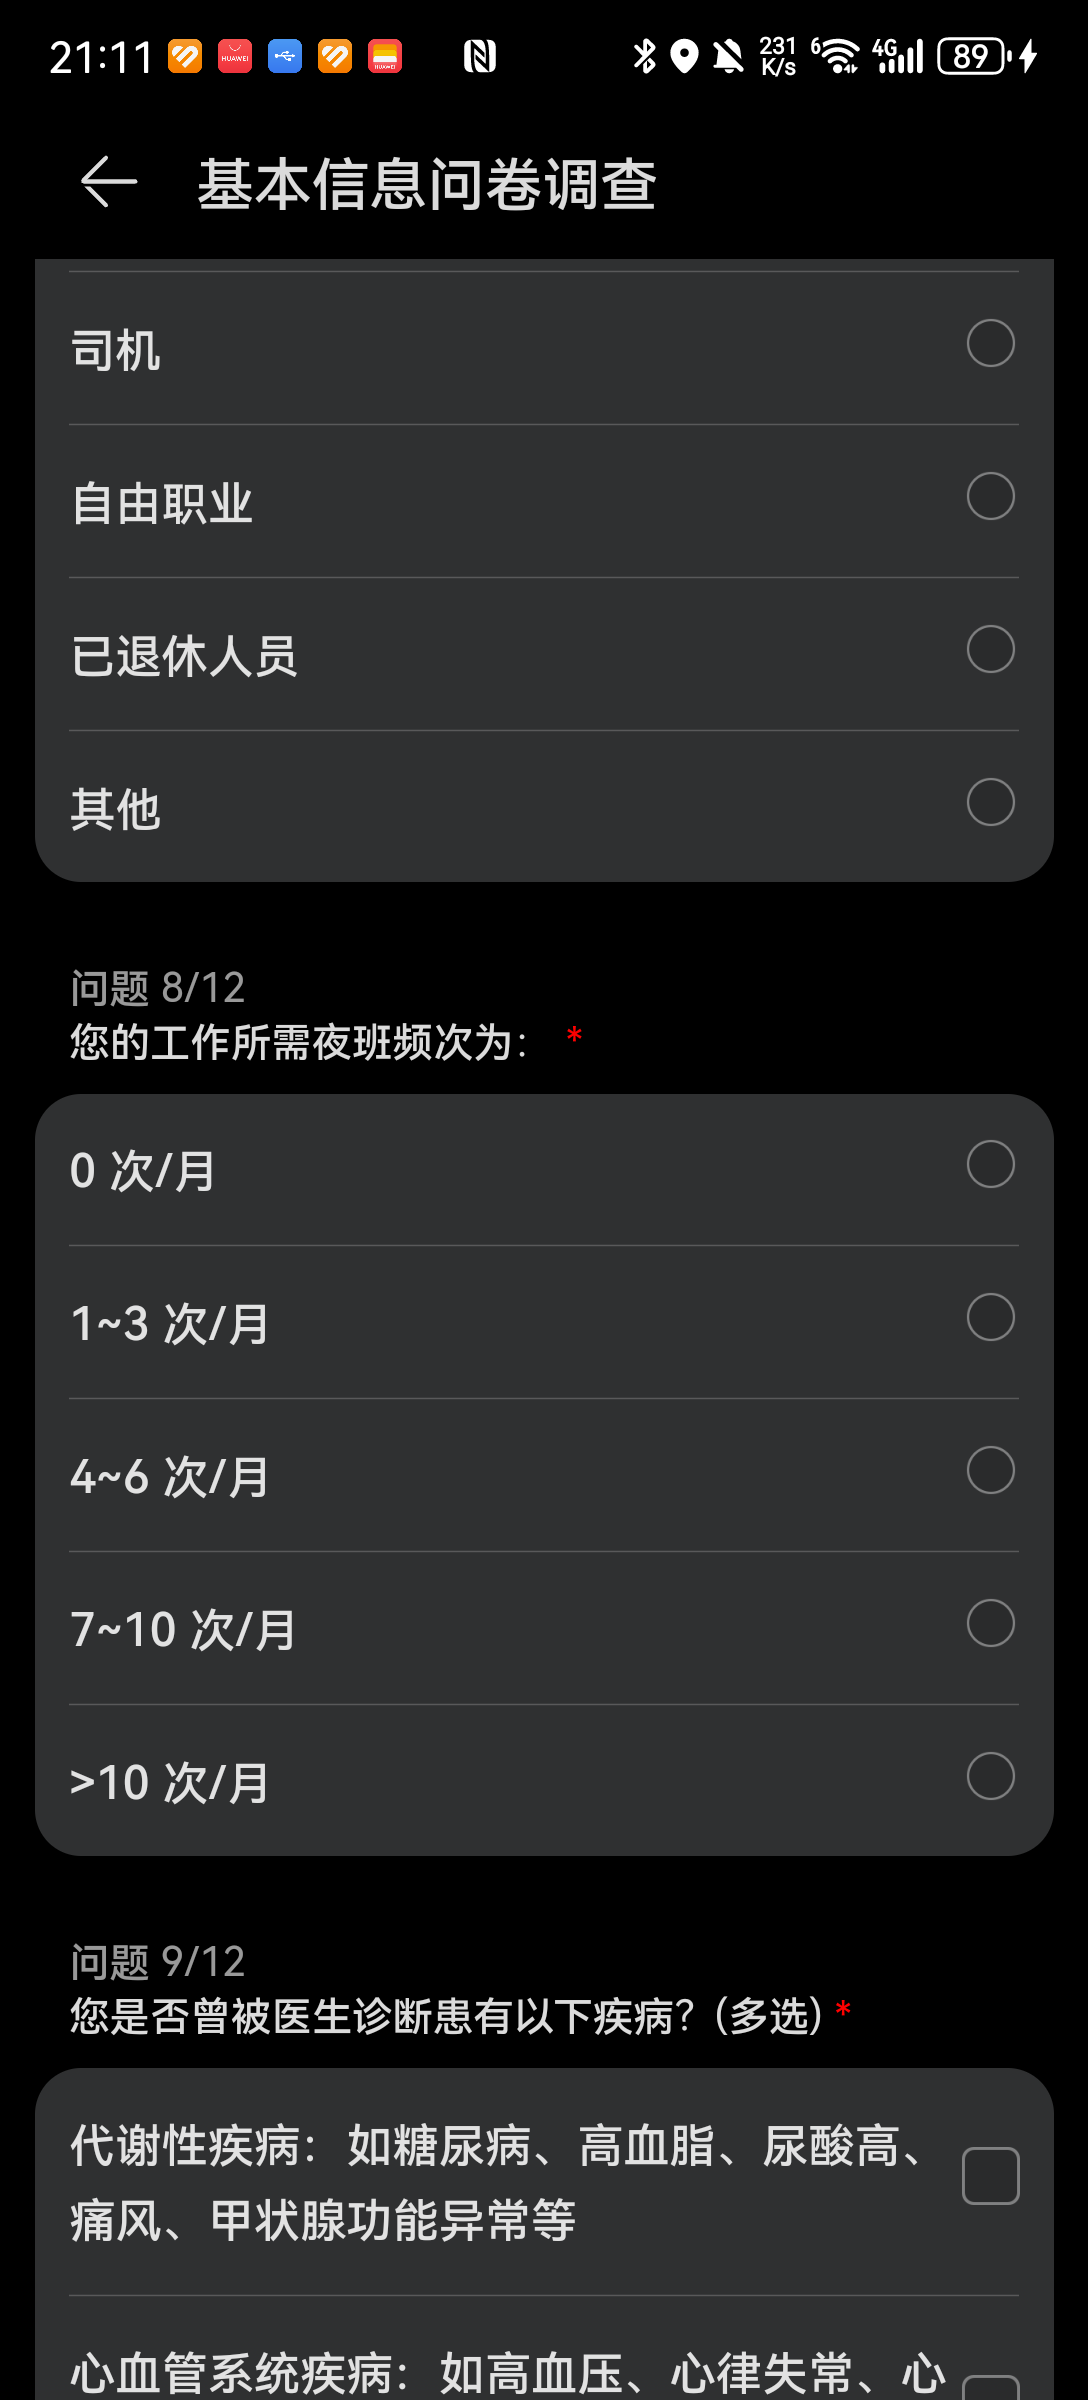 21:11
HUAWEI
HUAWEI
231 K/s
6
4G
89
基本信息问卷调查
司机
自由职业
已退休人员
其他
问题 8/12
您的工作所需夜班频次为： *
0 次/月
1~3 次/月
4~6 次/月
7~10 次/月
>10 次/月
问题 9/12
您是否曾被医生诊断患有以下疾病？(多选) *
代谢性疾病：如糖尿病、高血脂、尿酸高、
痛风、甲状腺功能异常等
心血管系统疾病：如高血压、心律失常、心